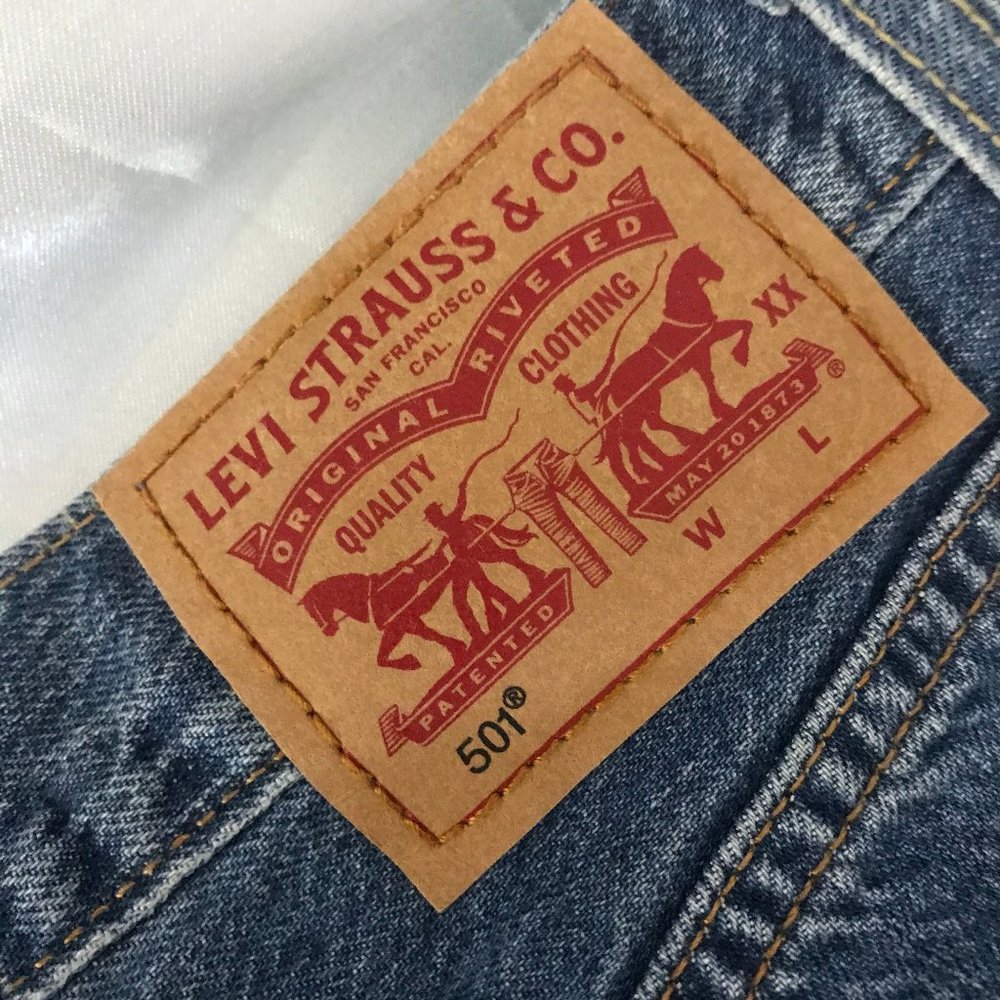 LEVI STRAUSS & CO.
SAN FRANCISCO
CAL.
ORIGINAL RIVETED
QUALITY CLOTHING
XX
PATENTED MAY 20 1873 ®
501® W L